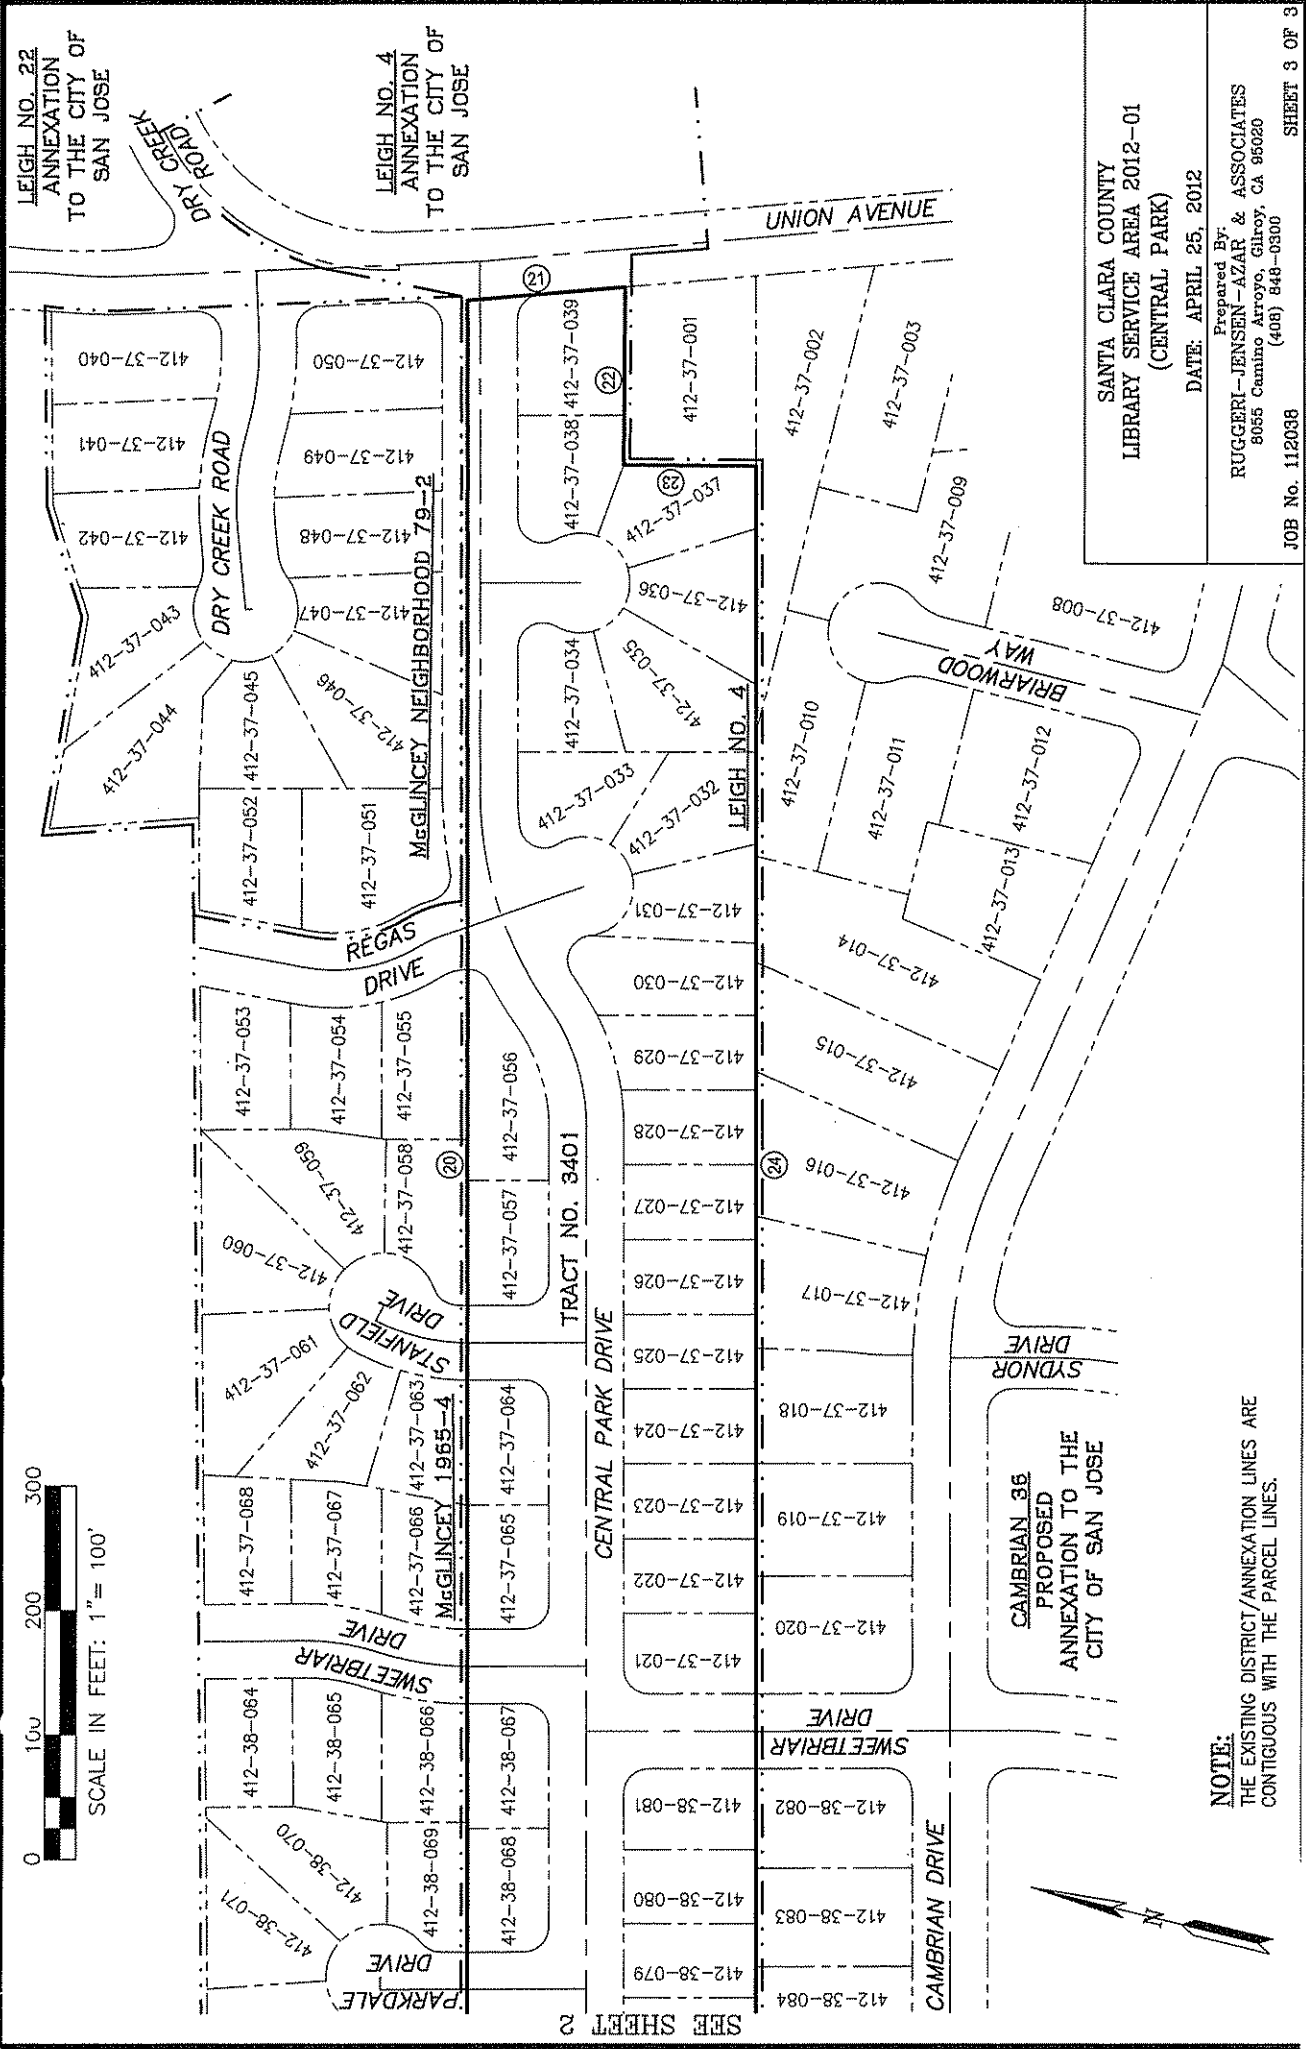 LEIGH NO. 22
ANNEXATION
TO THE CITY OF
SAN JOSE
DRY CREEK
ROAD
LEIGH NO. 4
ANNEXATION
TO THE CITY OF
SAN JOSE
UNION AVENUE
0
100
200
300
SCALE IN FEET: 1"= 100'
412-37-040
412-37-041
412-37-042
412-37-043
412-37-044
412-37-045
412-37-046
412-37-047
412-37-048
412-37-049
412-37-050
412-37-051
412-37-052
DRY CREEK ROAD
McGLINCEY NEIGHBORHOOD 79-2
REGAS
DRIVE
412-37-053
412-37-054
412-37-055
412-37-056
412-37-057
412-37-058
412-37-059
412-37-060
412-37-061
412-37-062
412-37-063
412-37-064
412-37-065
412-37-066
412-37-067
412-37-068
McGLINCEY 1965-4
STANFIELD
DRIVE
SWEETBRIAR
DRIVE
412-38-064
412-38-065
412-38-066
412-38-067
412-38-068
412-38-069
412-38-070
412-38-071
PARKDALE
DRIVE
20
21
22
23
24
TRACT NO. 3401
CENTRAL PARK DRIVE
412-37-039
412-37-038
412-37-037
412-37-036
412-37-035
412-37-034
412-37-033
412-37-032
412-37-031
412-37-030
412-37-029
412-37-028
412-37-027
412-37-026
412-37-025
412-37-024
412-37-023
412-37-022
412-37-021
412-38-081
412-38-080
412-38-079
LEIGH NO. 4
412-37-001
412-37-002
412-37-003
412-37-009
412-37-008
BRIARWOOD
WAY
412-37-010
412-37-011
412-37-012
412-37-013
412-37-014
412-37-015
412-37-016
412-37-017
412-37-018
412-37-019
412-37-020
SWEETBRIAR
DRIVE
412-38-082
412-38-083
412-38-084
CAMBRIAN DRIVE
SYDNOR
DRIVE
CAMBRIAN 36
PROPOSED
ANNEXATION TO THE
CITY OF SAN JOSE
SEE SHEET 2
N
NOTE:
THE EXISTING DISTRICT/ANNEXATION LINES ARE
CONTIGUOUS WITH THE PARCEL LINES.
SANTA CLARA COUNTY
LIBRARY SERVICE AREA 2012-01
(CENTRAL PARK)
DATE: APRIL 25, 2012
Prepared By:
RUGGERI-JENSEN-AZAR & ASSOCIATES
8055 Camino Arroyo, Gilroy, CA 95020
(408) 848-0300
JOB No. 112038
SHEET 3 OF 3